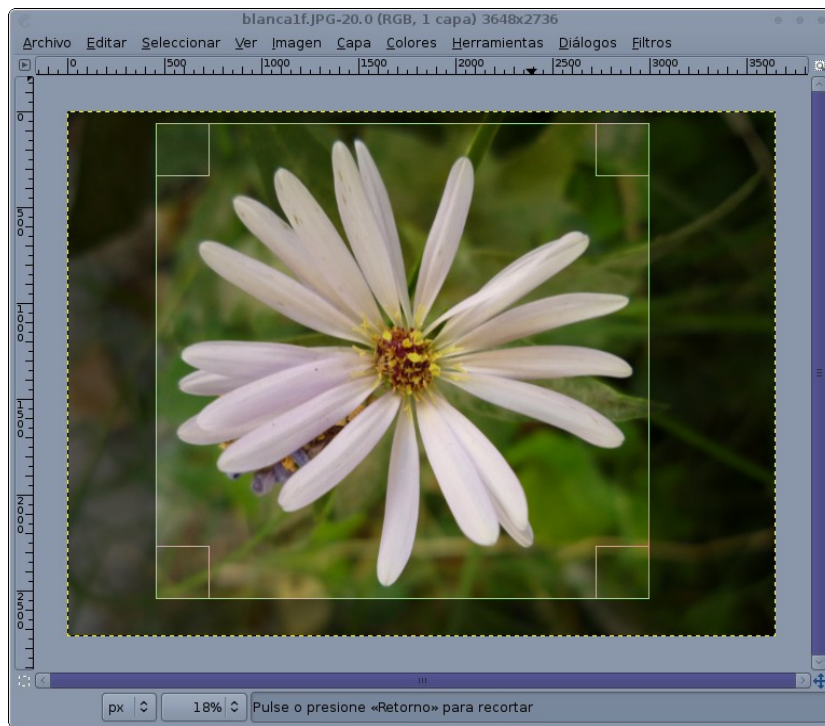 blanca1f.JPG-20.0 (RGB, 1 capa) 3648x2736
Archivo Editar Seleccionar Ver Imagen Capa Colores Herramientas Diálogos Filtros
0 500 1000 1500 2000 2500 3000 3500
0
500
1000
1500
2000
2500
px 18% Pulse o presione «Retorno» para recortar